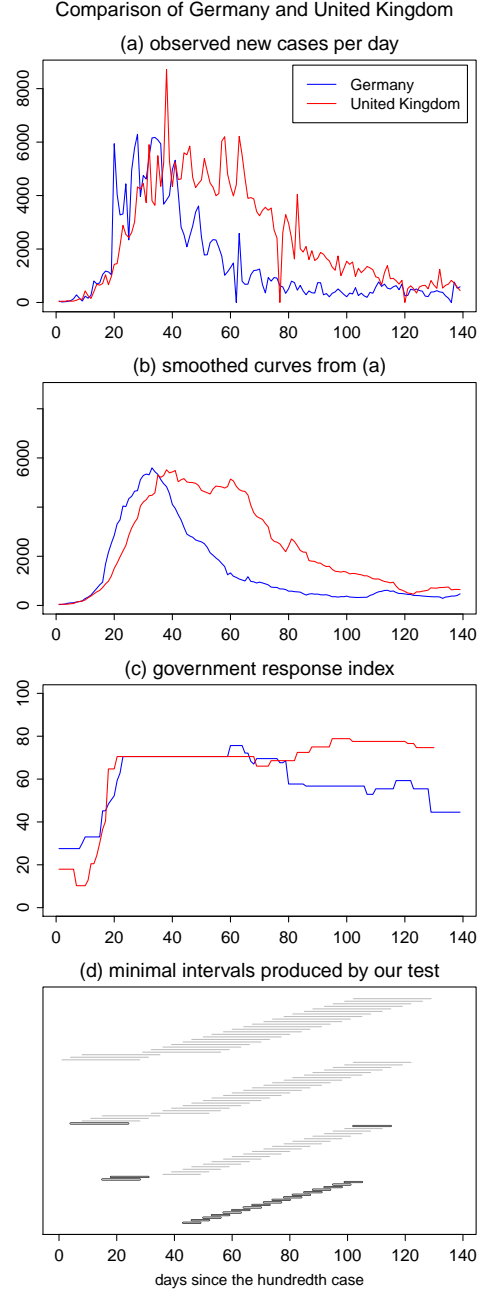 Comparison of Germany and United Kingdom
(a) observed new cases per day
8000
6000
4000
2000
0
Germany
United Kingdom
0 20 40 60 80 100 120 140
(b) smoothed curves from (a)
6000
2000
0
0 20 40 60 80 100 120 140
(c) government response index
100
80
60
40
20
0
0 20 40 60 80 100 120 140
(d) minimal intervals produced by our test
0 20 40 60 80 100 120 140
days since the hundredth case